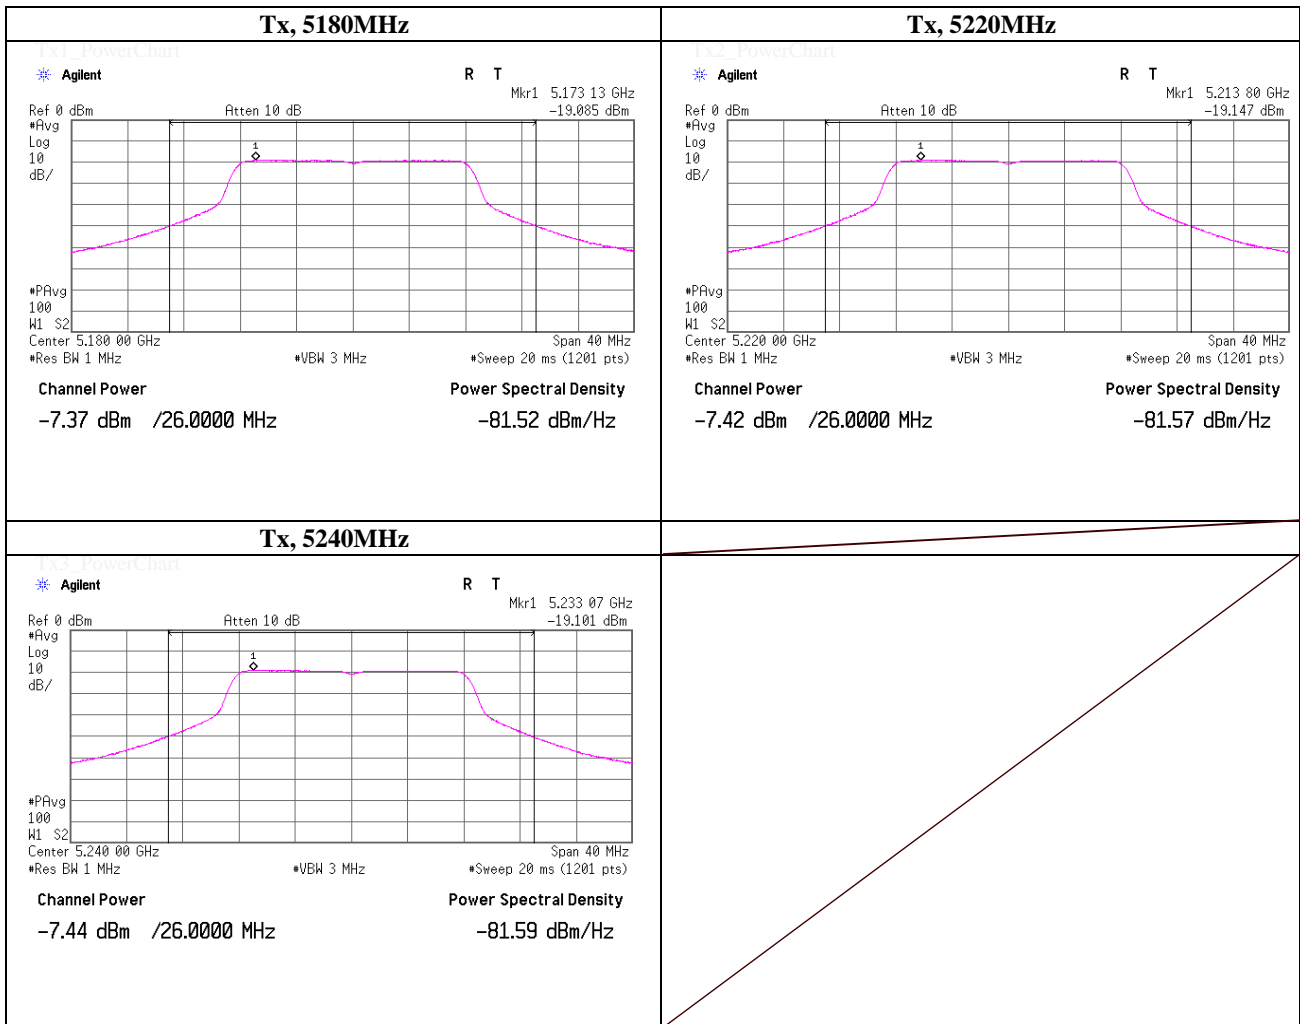 Tx, 5180MHz
Tx1_PowerChart
Agilent
R T
Mkr1 5.173 13 GHz
Ref 0 dBm
Atten 10 dB
-19.085 dBm
#Avg
Log
10
dB/
1
#PAvg
100
W1 S2
Center 5.180 00 GHz
Span 40 MHz
#Res BW 1 MHz
#VBW 3 MHz
#Sweep 20 ms (1201 pts)
Channel Power
Power Spectral Density
-7.37 dBm /26.0000 MHz
-81.52 dBm/Hz
Tx, 5220MHz
Tx2_PowerChart
Agilent
R T
Mkr1 5.213 80 GHz
Ref 0 dBm
Atten 10 dB
-19.147 dBm
#Avg
Log
10
dB/
1
#PAvg
100
W1 S2
Center 5.220 00 GHz
Span 40 MHz
#Res BW 1 MHz
#VBW 3 MHz
#Sweep 20 ms (1201 pts)
Channel Power
Power Spectral Density
-7.42 dBm /26.0000 MHz
-81.57 dBm/Hz
Tx, 5240MHz
Tx3_PowerChart
Agilent
R T
Mkr1 5.233 07 GHz
Ref 0 dBm
Atten 10 dB
-19.101 dBm
#Avg
Log
10
dB/
1
#PAvg
100
W1 S2
Center 5.240 00 GHz
Span 40 MHz
#Res BW 1 MHz
#VBW 3 MHz
#Sweep 20 ms (1201 pts)
Channel Power
Power Spectral Density
-7.44 dBm /26.0000 MHz
-81.59 dBm/Hz